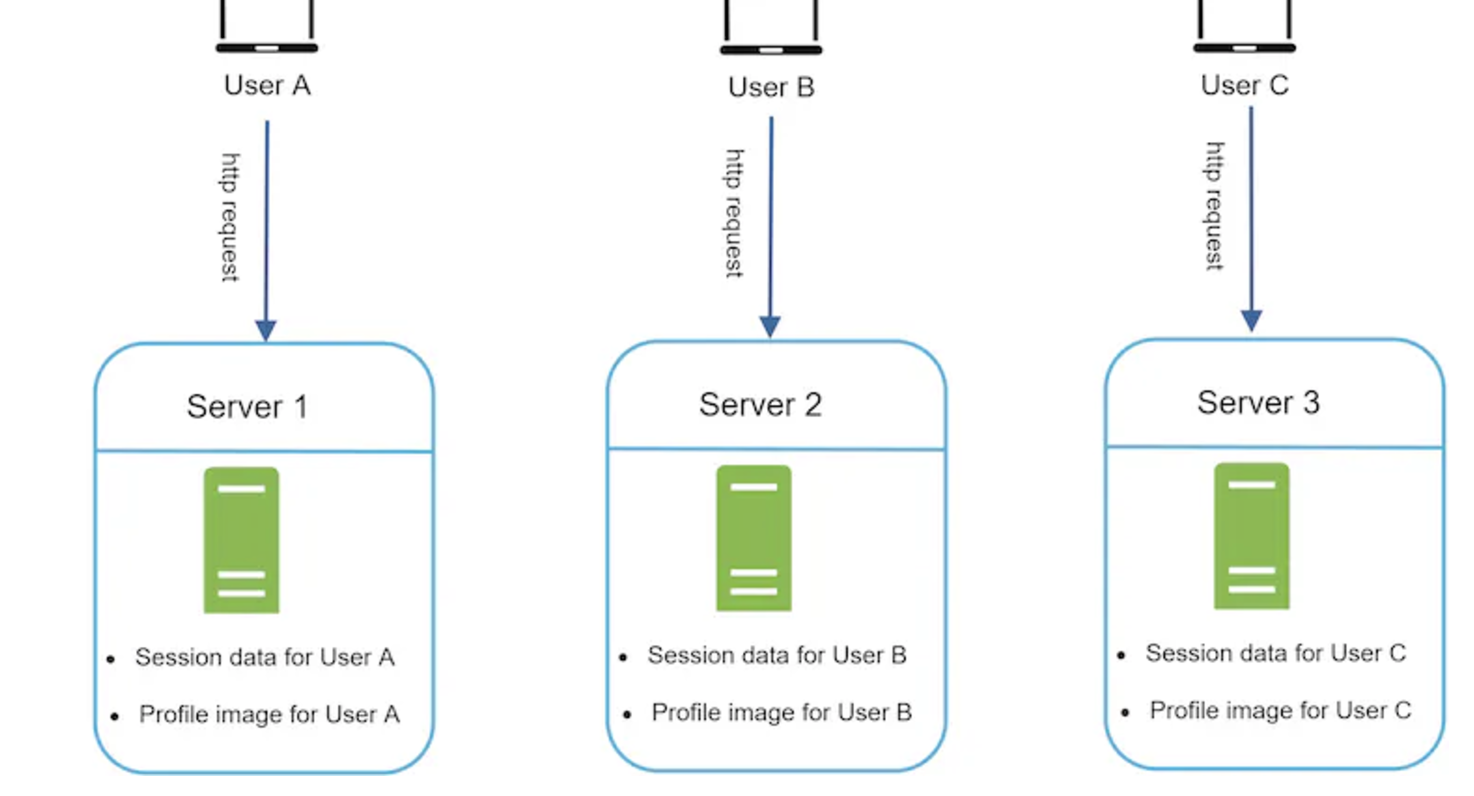 User A
User B
User C
http request
http request
http request
Server 1
Server 2
Server 3
• Session data for User A
• Profile image for User A
• Session data for User B
• Profile image for User B
• Session data for User C
• Profile image for User C